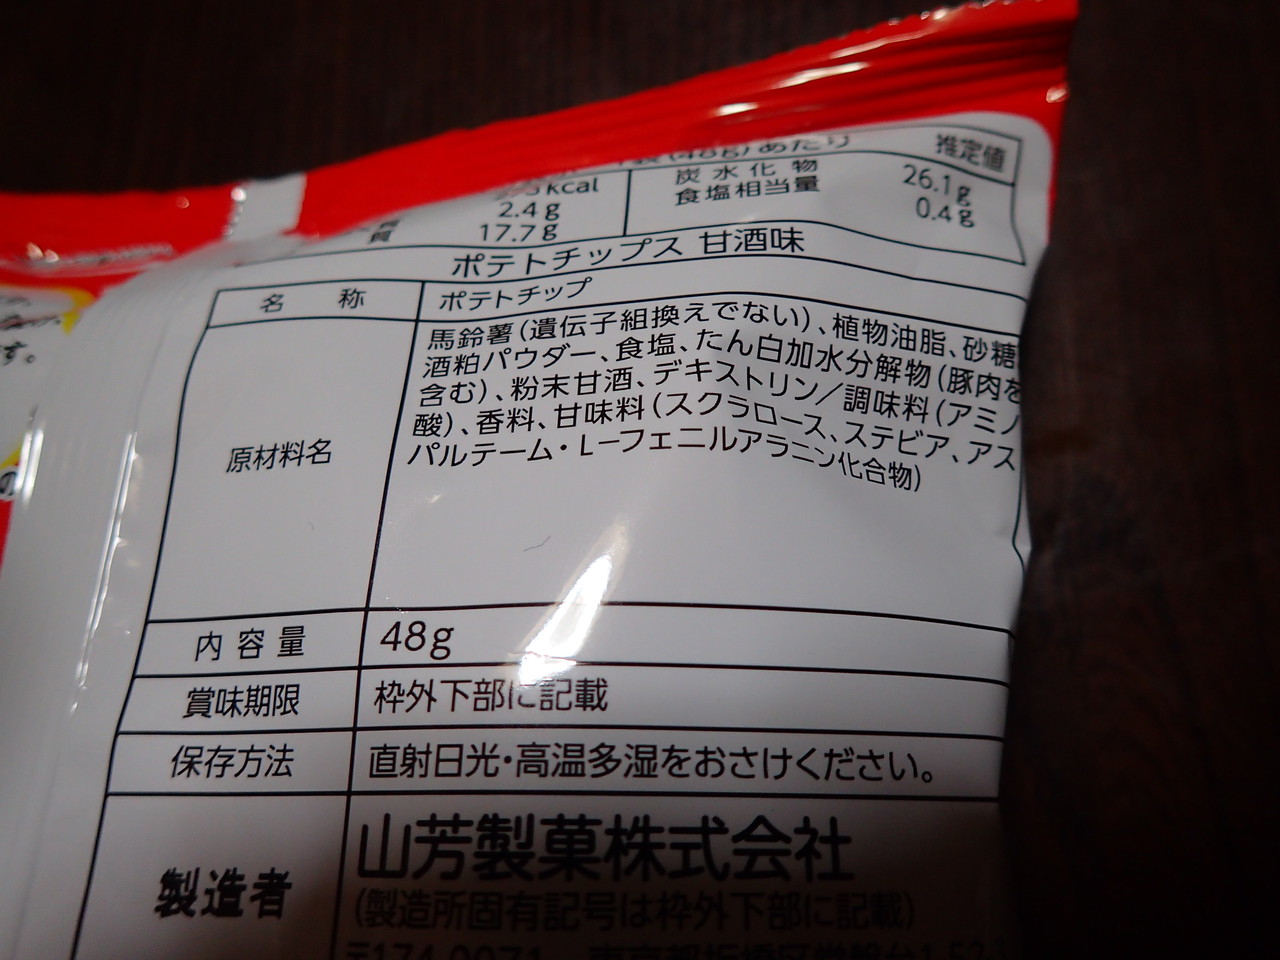 推定値
(48g)あたり
kcal 炭水化物 26.1g
2.4g 食塩相当量 0.4g
質 17.7g
ポテトチップス 甘酒味
名称 ポテトチップ
原材料名 馬鈴薯(遺伝子組換えでない)、植物油脂、砂糖
酒粕パウダー、食塩、たん白加水分解物(豚肉を
含む)、粉末甘酒、デキストリン/調味料(アミノ
酸)、香料、甘味料(スクラロース、ステビア、アス
パルテーム・L-フェニルアラニン化合物)
内容量 48g
賞味期限 枠外下部に記載
保存方法 直射日光・高温多湿をおさけください。
製造者 山芳製菓株式会社
(製造所固有記号は枠外下部に記載)
す。
の